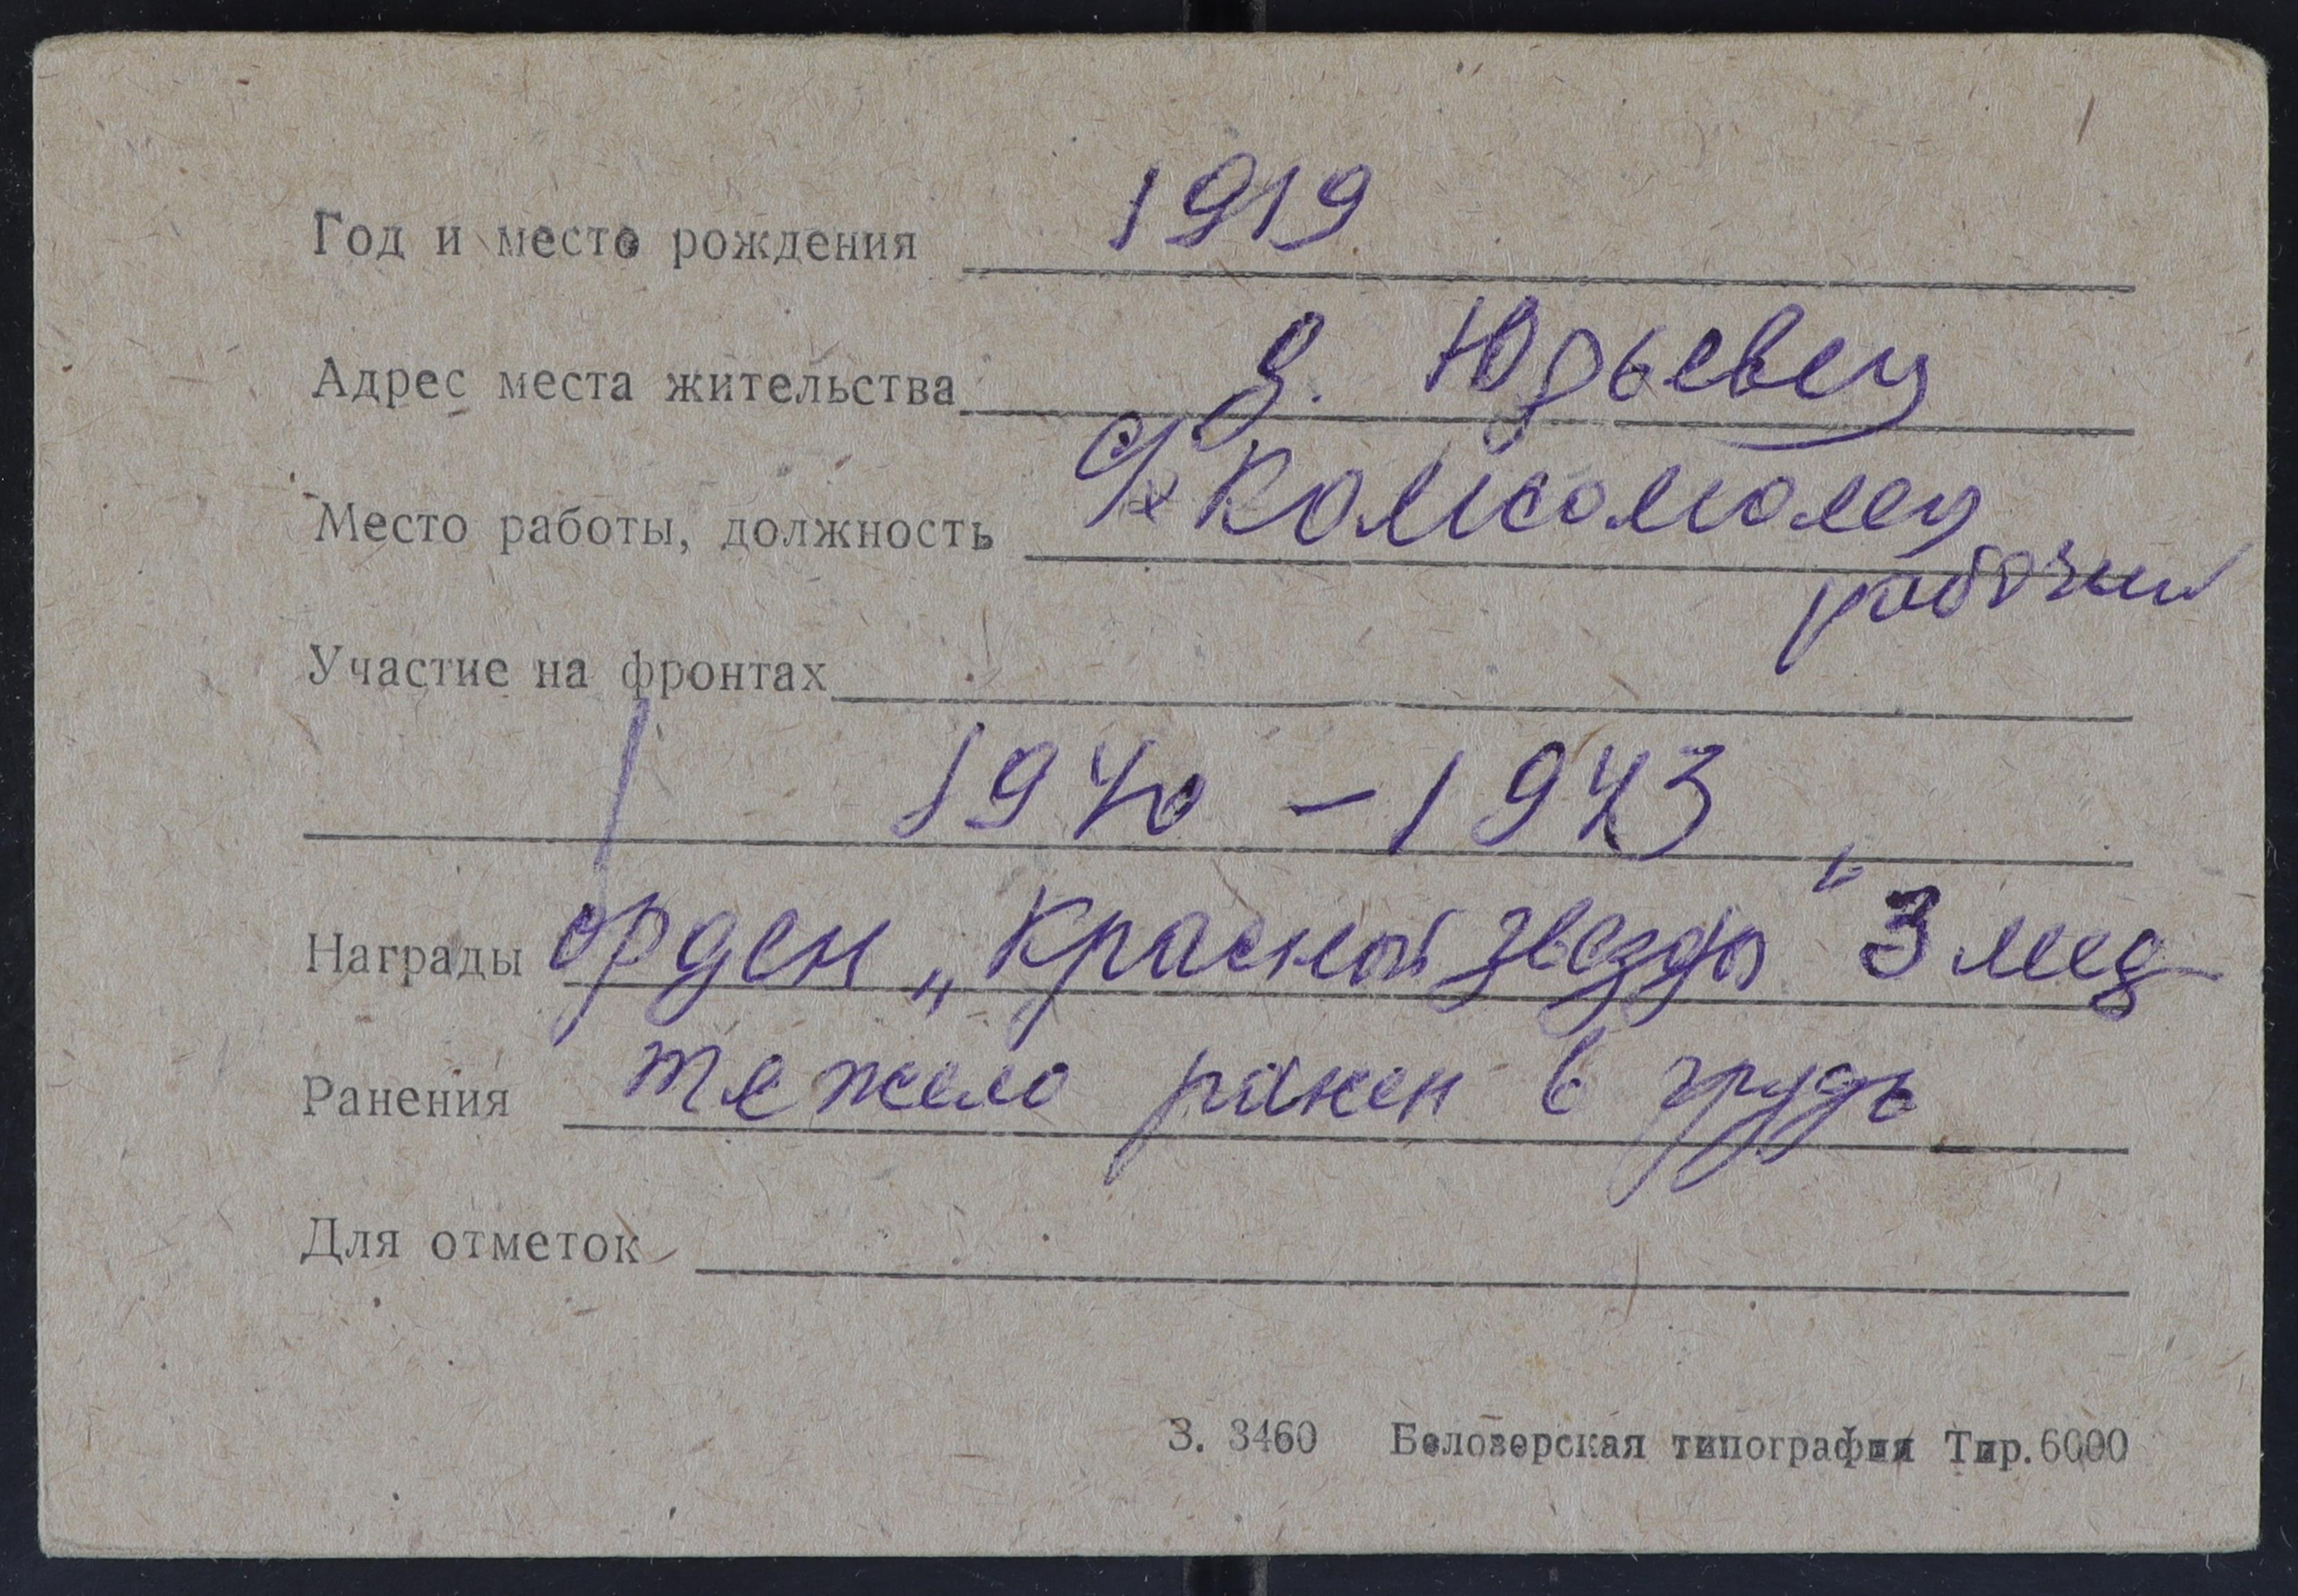 Год и место рождения 1919
Адрес места жительства д. Юрьевец
Место работы, должность с/х Комсомолец
рабочий
Участие на фронтах
1940 - 1943
Награды орден „Красной звезды" 3 мед
Ранения тяжело ранен в грудь
Для отметок
З. 3460 Белозерская типография Тир. 6000